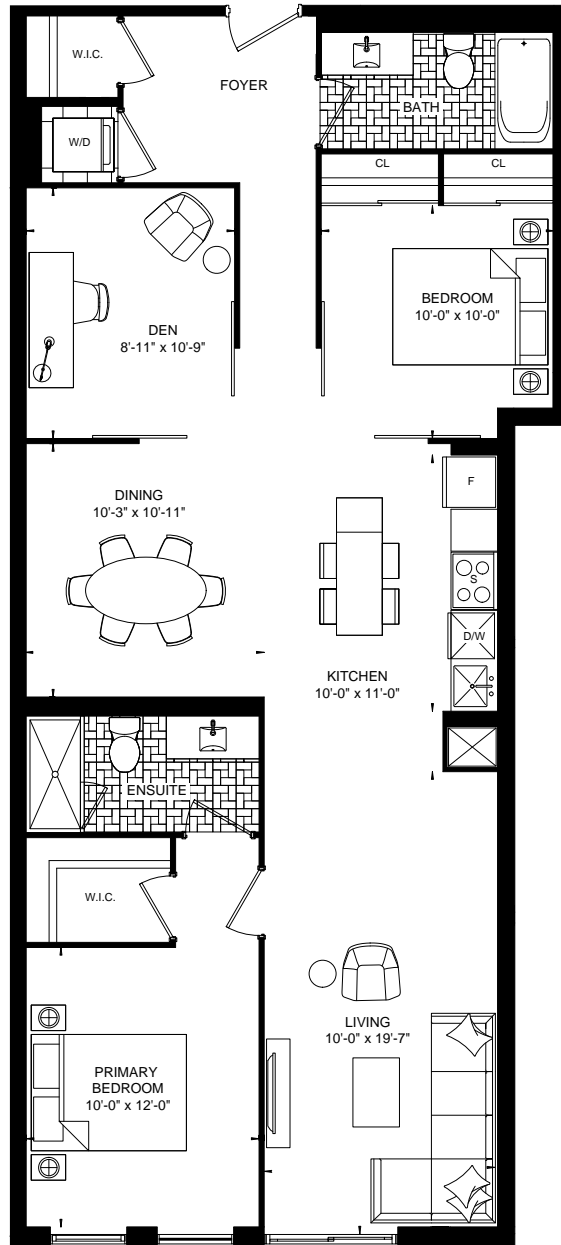 W.I.C.
FOYER
BATH
W/D
CL
CL
BEDROOM
10'-0" x 10'-0"
DEN
8'-11" x 10'-9"
DINING
10'-3" x 10'-11"
F
S
D/W
KITCHEN
10'-0" x 11'-0"
ENSUITE
W.I.C.
LIVING
10'-0" x 19'-7"
PRIMARY
BEDROOM
10'-0" x 12'-0"